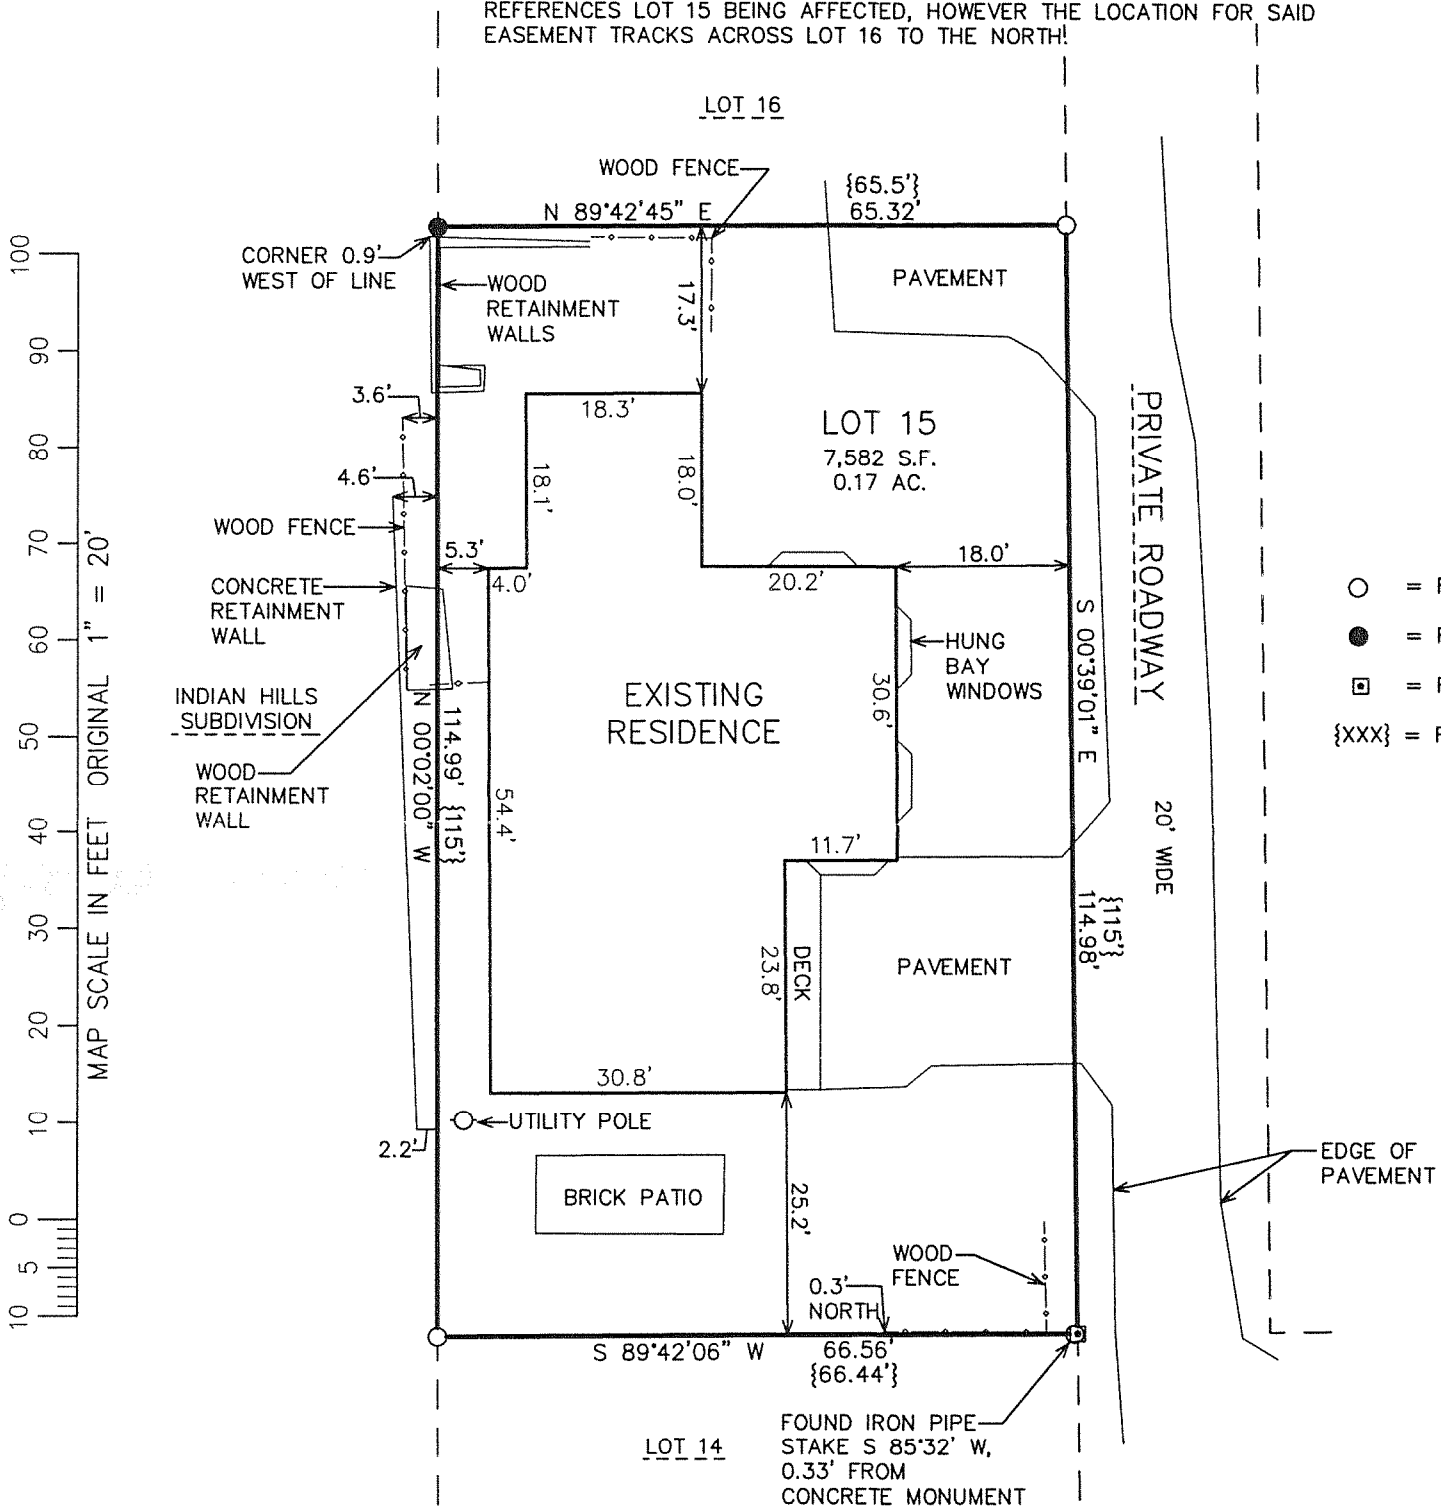 REFERENCES LOT 15 BEING AFFECTED, HOWEVER THE LOCATION FOR SAID
EASEMENT TRACKS ACROSS LOT 16 TO THE NORTH.
LOT 16
WOOD FENCE
{65.5'}
N 89°42'45" E 65.32'
CORNER 0.9'
WEST OF LINE
WOOD
RETAINMENT
WALLS
17.3'
PAVEMENT
3.6'
18.3'
LOT 15
7,582 S.F.
0.17 AC.
18.1'
18.0'
4.6'
WOOD FENCE
5.3'
4.0'
20.2'
18.0'
CONCRETE
RETAINMENT
WALL
HUNG
BAY
WINDOWS
30.6'
S 00°39'01" E
PRIVATE ROADWAY
20' WIDE
{115'}
114.98'
EXISTING
RESIDENCE
INDIAN HILLS
SUBDIVISION
WOOD
RETAINMENT
WALL
N 00°02'00" W
114.99' {115'}
54.4'
11.7'
DECK
23.8'
PAVEMENT
30.8'
UTILITY POLE
2.2'
BRICK PATIO
25.2'
WOOD
FENCE
0.3'
NORTH
EDGE OF
PAVEMENT
S 89°42'06" W 66.56'
{66.44'}
LOT 14
FOUND IRON PIPE
STAKE S 85°32' W,
0.33' FROM
CONCRETE MONUMENT
= F
= F
= F
{XXX} = F
100
90
80
70
60
50
40
30
20
10
0
5
10
MAP SCALE IN FEET ORIGINAL 1" = 20'